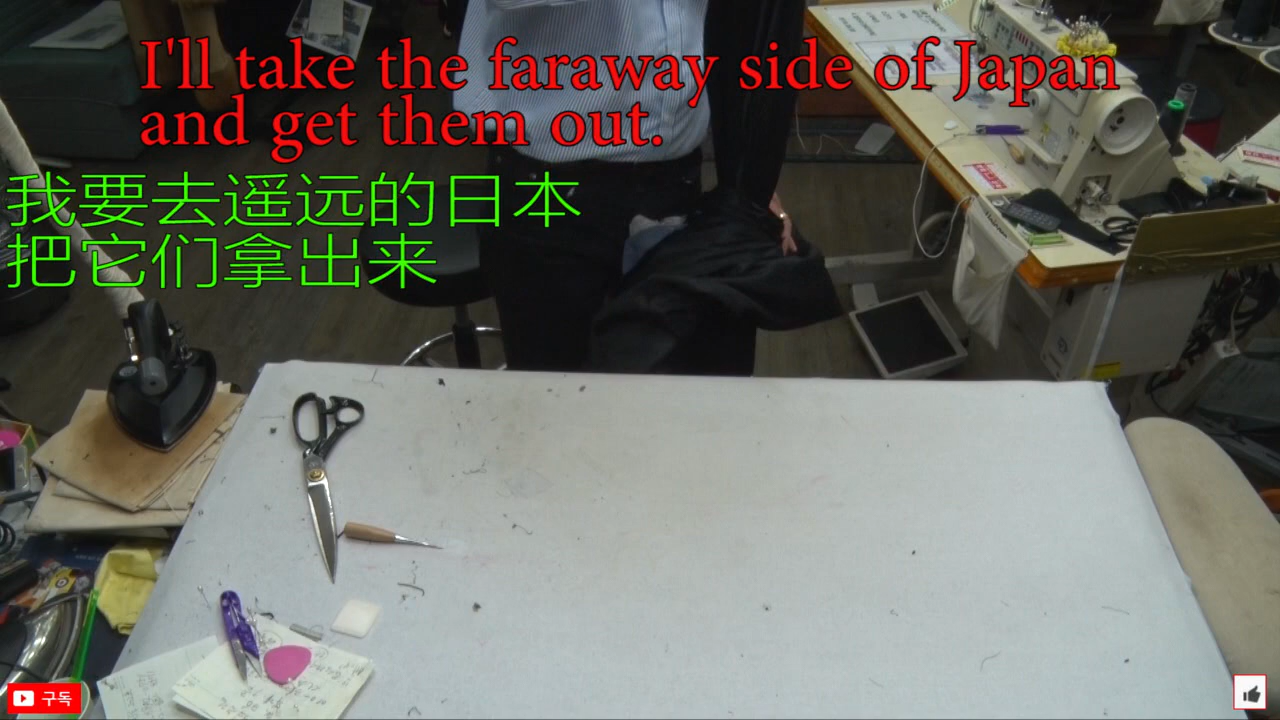 I'll take the faraway side of Japan
and get them out.
我要去遥远的日本
把它们拿出来
구독